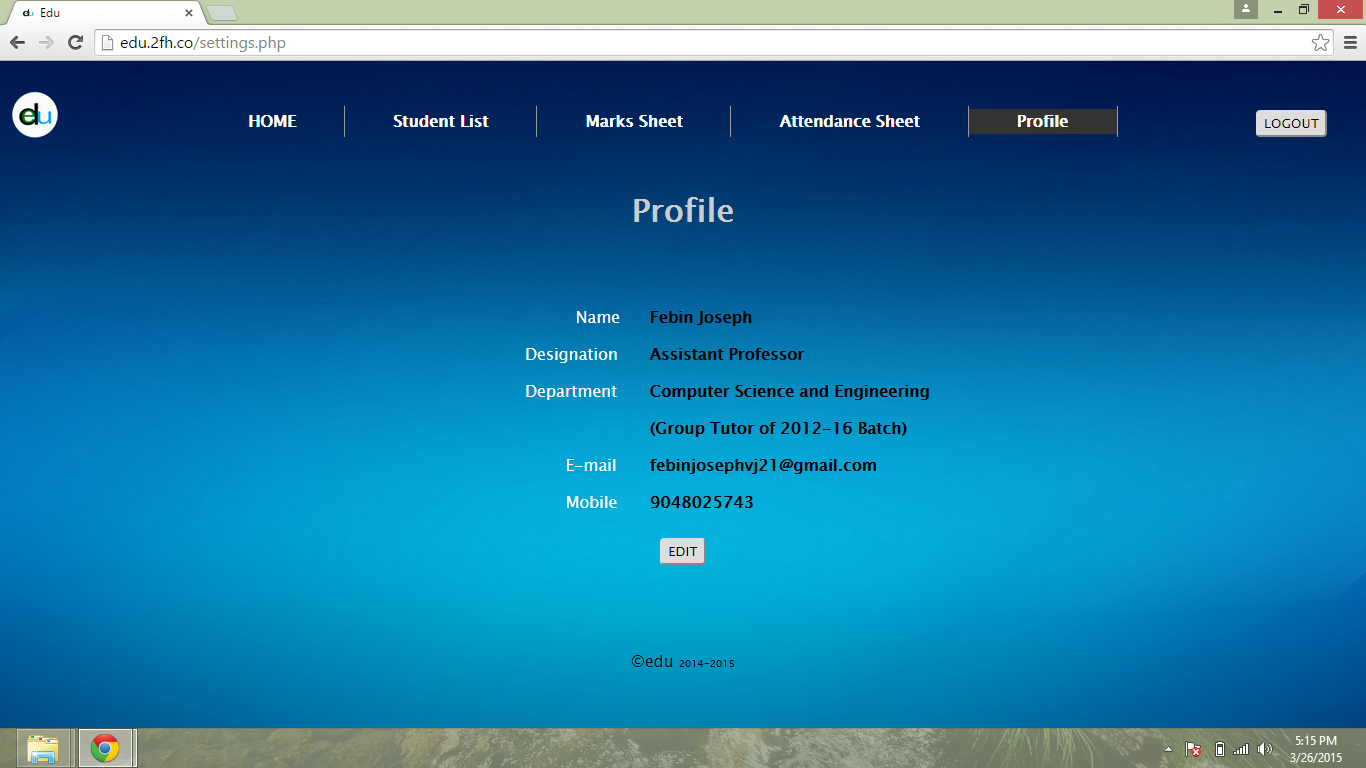 Edu
edu.2fh.co/settings.php
edu HOME Student List Marks Sheet Attendance Sheet Profile LOGOUT
Profile
Name Febin Joseph
Designation Assistant Professor
Department Computer Science and Engineering
(Group Tutor of 2012-16 Batch)
E-mail febinjosephvj21@gmail.com
Mobile 9048025743
EDIT
©edu 2014-2015
5:15 PM
3/26/2015